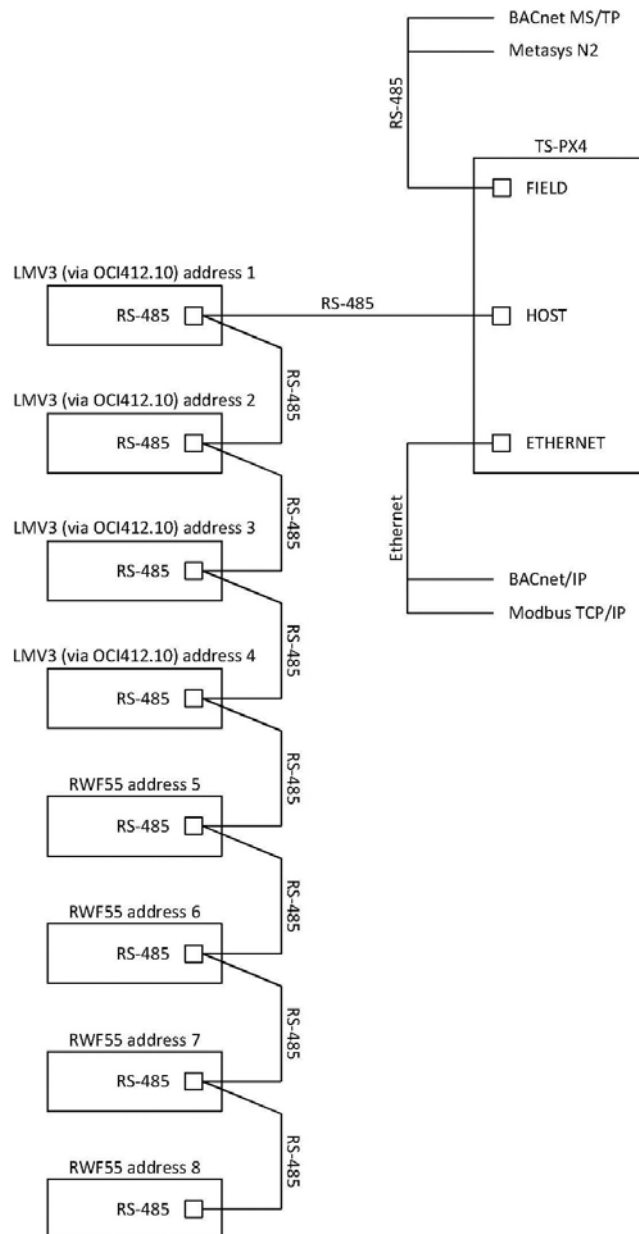 BACnet MS/TP
Metasys N2
RS-485
TS-PX4
FIELD
LMV3 (via OCI412.10) address 1
RS-485
RS-485
HOST
RS-485
LMV3 (via OCI412.10) address 2
RS-485
ETHERNET
RS-485
Ethernet
LMV3 (via OCI412.10) address 3
RS-485
BACnet/IP
Modbus TCP/IP
RS-485
LMV3 (via OCI412.10) address 4
RS-485
RS-485
RWF55 address 5
RS-485
RS-485
RWF55 address 6
RS-485
RS-485
RWF55 address 7
RS-485
RS-485
RWF55 address 8
RS-485